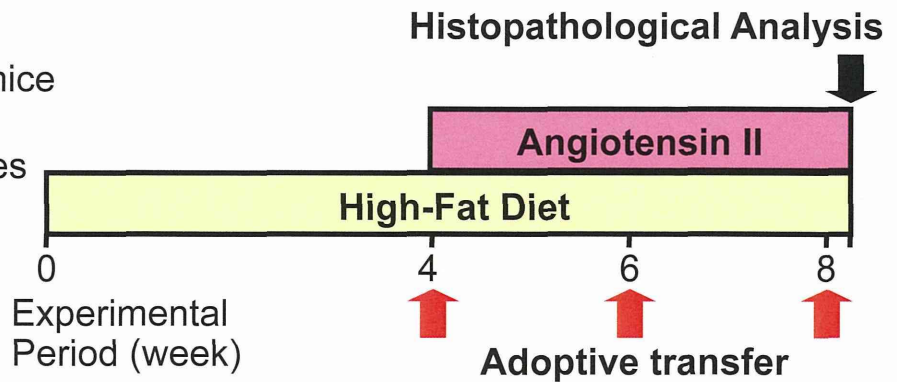 Histopathological Analysis
Angiotensin II
High-Fat Diet
0 4 6 8
Experimental
Period (week)
Adoptive transfer